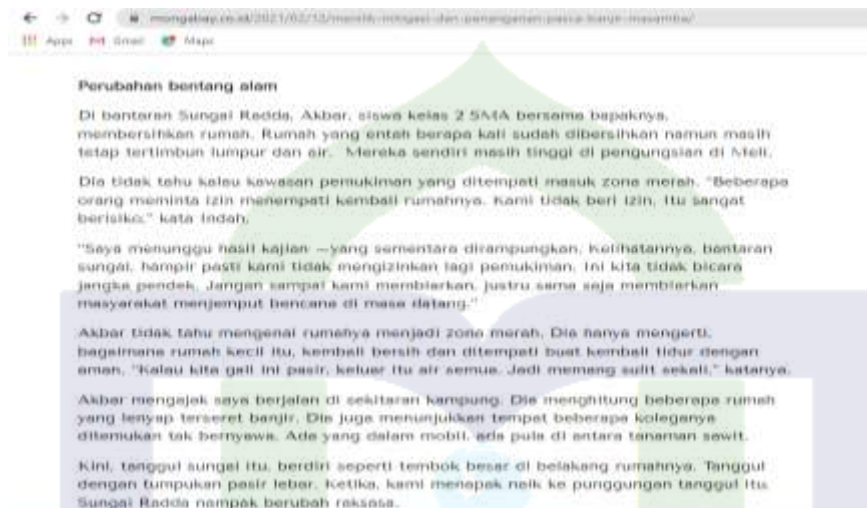 mongabay.co.id/2021/02/12/menilik-mitigasi-dan-penanganan-pasca-banjir-masamba/
Apps Gmail Maps
Perubahan bentang alam
Di bantaran Sungai Radda, Akbar, siswa kelas 2 SMA bersama bapaknya,
membersihkan rumah. Rumah yang entah berapa kali sudah dibersihkan namun masih
tetap tertimbun lumpur dan air. Mereka sendiri masih tinggi di pengungsian di Meli.
Dia tidak tahu kalau kawasan pemukiman yang ditempati masuk zona merah. "Beberapa
orang meminta izin menempati kembali rumahnya. Kami tidak beri izin. Itu sangat
berisiko," kata Indah.
"Saya menunggu hasil kajian —yang sementara dirampungkan. Kelihatannya, bantaran
sungai, hampir pasti kami tidak mengizinkan lagi pemukiman. Ini kita tidak bicara
jangka pendek. Jangan sampai kami membiarkan, justru sama saja membiarkan
masyarakat menjemput bencana di masa datang."
Akbar tidak tahu mengenai rumahya menjadi zona merah. Dia hanya mengerti,
bagaimana rumah kecil itu, kembali bersih dan ditempati buat kembali tidur dengan
aman. "Kalau kita gali ini pasir, keluar itu air semua. Jadi memang sulit sekali," katanya.
Akbar mengajak saya berjalan di sekitaran kampung. Dia menghitung beberapa rumah
yang lenyap terseret banjir. Dia juga menunjukkan tempat beberapa koleganya
ditemukan tak bernyawa. Ada yang dalam mobil, ada pula di antara tanaman sawit.
Kini, tanggul sungai itu, berdiri seperti tembok besar di belakang rumahnya. Tanggul
dengan tumpukan pasir lebar. Ketika, kami menapak naik ke punggungan tanggul itu.
Sungai Radda nampak berubah raksasa.